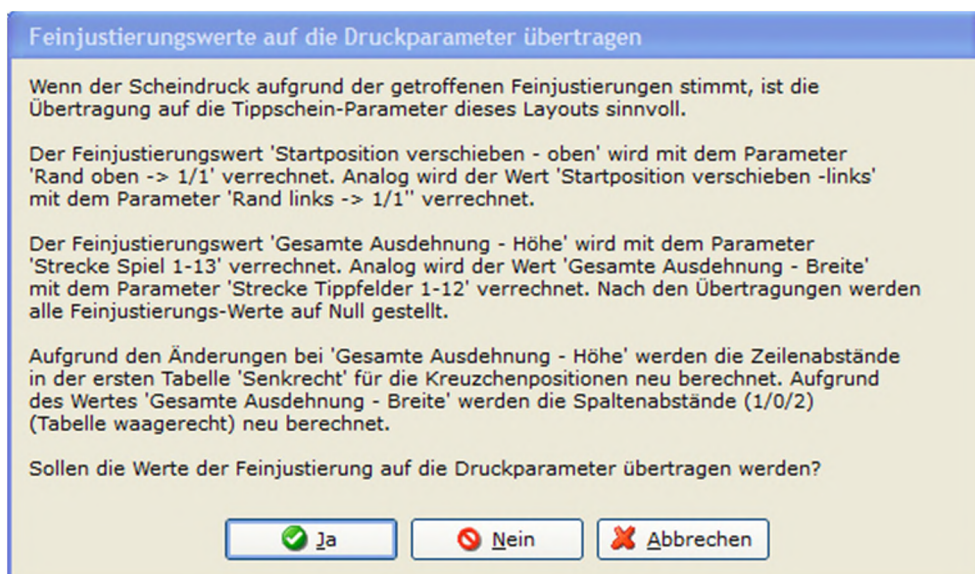 Feinjustierungswerte auf die Druckparameter übertragen
Wenn der Scheindruck aufgrund der getroffenen Feinjustierungen stimmt, ist die
Übertragung auf die Tippschein-Parameter dieses Layouts sinnvoll.
Der Feinjustierungswert 'Startposition verschieben - oben' wird mit dem Parameter
'Rand oben -> 1/1' verrechnet. Analog wird der Wert 'Startposition verschieben -links'
mit dem Parameter 'Rand links -> 1/1'' verrechnet.
Der Feinjustierungswert 'Gesamte Ausdehnung - Höhe' wird mit dem Parameter
'Strecke Spiel 1-13' verrechnet. Analog wird der Wert 'Gesamte Ausdehnung - Breite'
mit dem Parameter 'Strecke Tippfelder 1-12' verrechnet. Nach den Übertragungen werden
alle Feinjustierungs-Werte auf Null gestellt.
Aufgrund den Änderungen bei 'Gesamte Ausdehnung - Höhe' werden die Zeilenabstände
in der ersten Tabelle 'Senkrecht' für die Kreuzchenpositionen neu berechnet. Aufgrund
des Wertes 'Gesamte Ausdehnung - Breite' werden die Spaltenabstände (1/0/2)
(Tabelle waagerecht) neu berechnet.
Sollen die Werte der Feinjustierung auf die Druckparameter übertragen werden?
Ja
Nein
Abbrechen